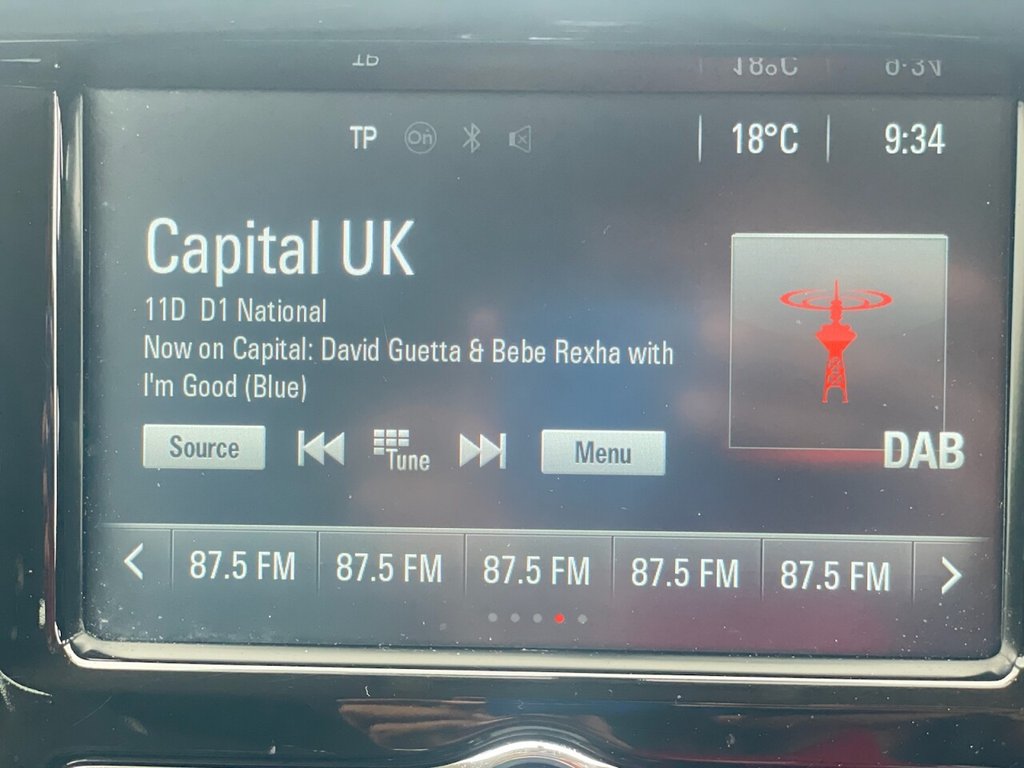 TP On 18°C 9:34
Capital UK
11D D1 National
Now on Capital: David Guetta & Bebe Rexha with
I'm Good (Blue)
Source Tune Menu
DAB
87.5 FM 87.5 FM 87.5 FM 87.5 FM 87.5 FM